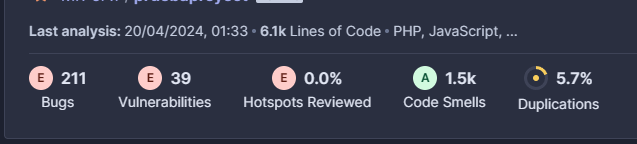 Last analysis: 20/04/2024, 01:33 • 6.1k Lines of Code • PHP, JavaScript, ...
E 211 E 39 E 0.0% A 1.5k 5.7%
Bugs Vulnerabilities Hotspots Reviewed Code Smells Duplications